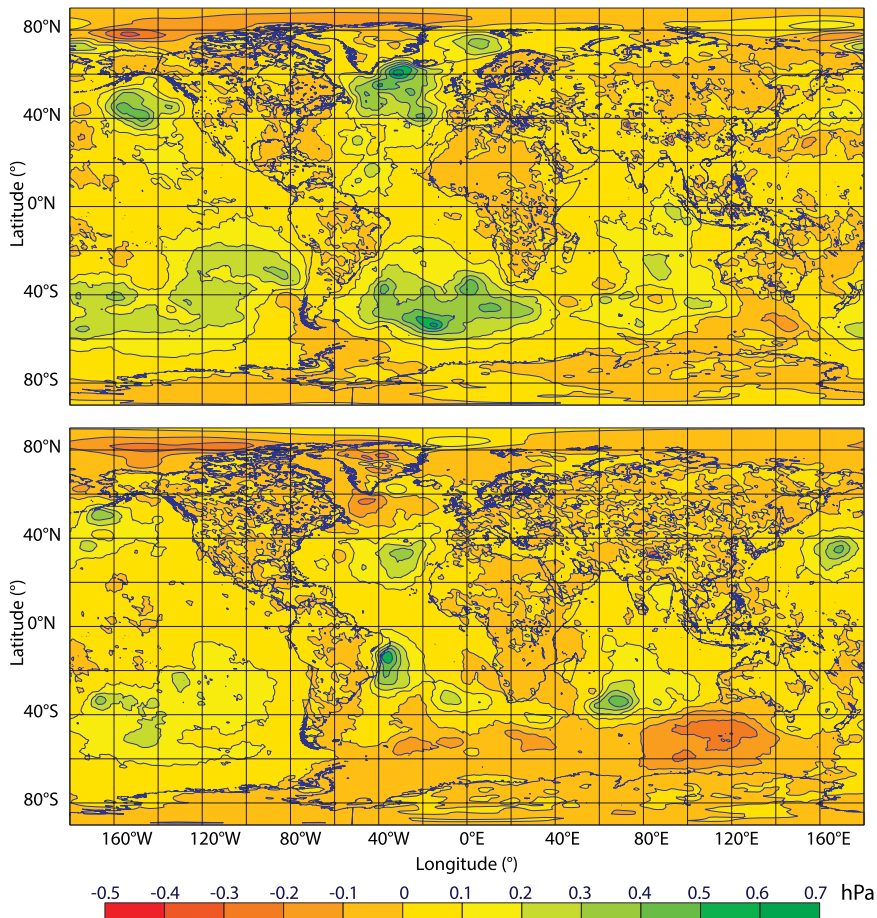 80°N
40°N
0°N
40°S
80°S
Latitude (°)
80°N
40°N
0°N
40°S
80°S
Latitude (°)
160°W 120°W 80°W 40°W 0°E 40°E 80°E 120°E 160°E
Longitude (°)
-0.5 -0.4 -0.3 -0.2 -0.1 0 0.1 0.2 0.3 0.4 0.5 0.6 0.7 hPa